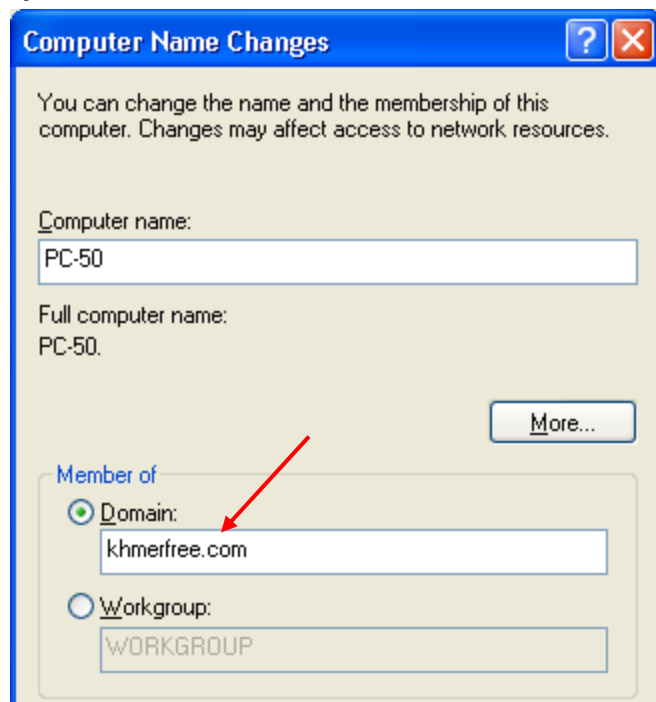 Computer Name Changes
You can change the name and the membership of this
computer. Changes may affect access to network resources.
Computer name:
PC-50
Full computer name:
PC-50.
More...
Member of
Domain:
khmerfree.com
Workgroup:
WORKGROUP